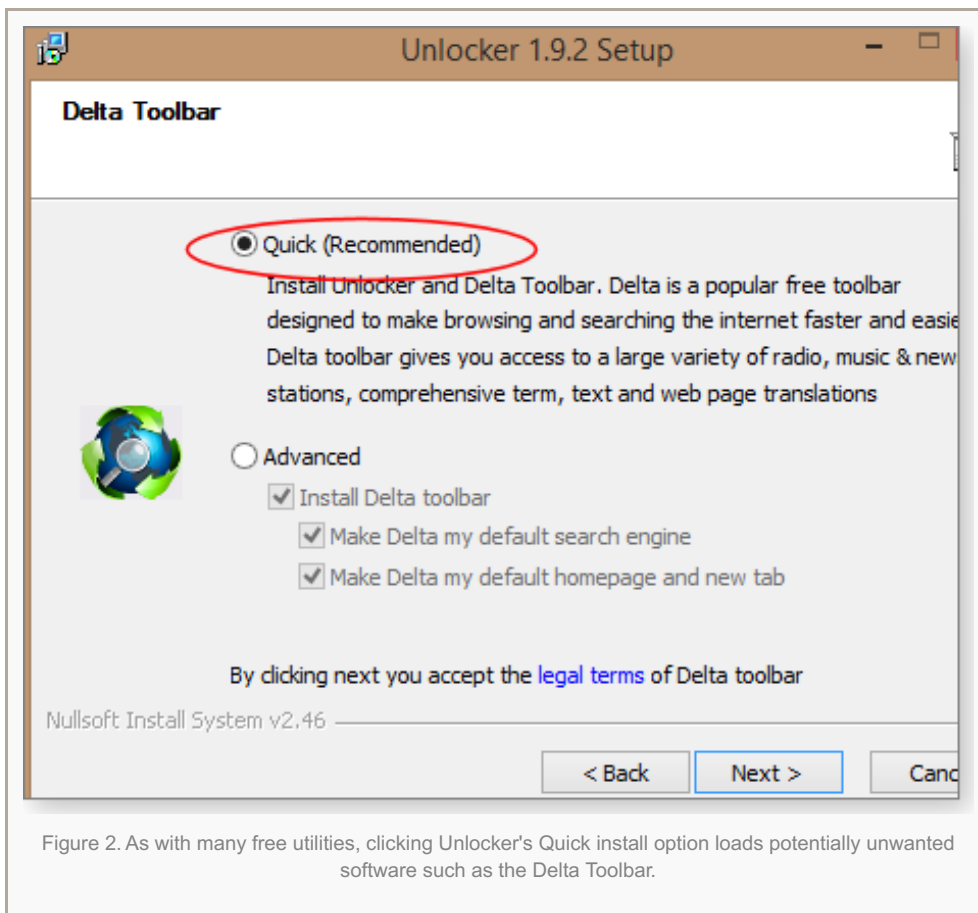 Unlocker 1.9.2 Setup
Delta Toolbar
Quick (Recommended)
Install Unlocker and Delta Toolbar. Delta is a popular free toolbar
designed to make browsing and searching the internet faster and easie
Delta toolbar gives you access to a large variety of radio, music & new
stations, comprehensive term, text and web page translations
Advanced
Install Delta toolbar
Make Delta my default search engine
Make Delta my default homepage and new tab
By clicking next you accept the legal terms of Delta toolbar
Nullsoft Install System v2.46
< Back Next > Canc
Figure 2. As with many free utilities, clicking Unlocker's Quick install option loads potentially unwanted
software such as the Delta Toolbar.